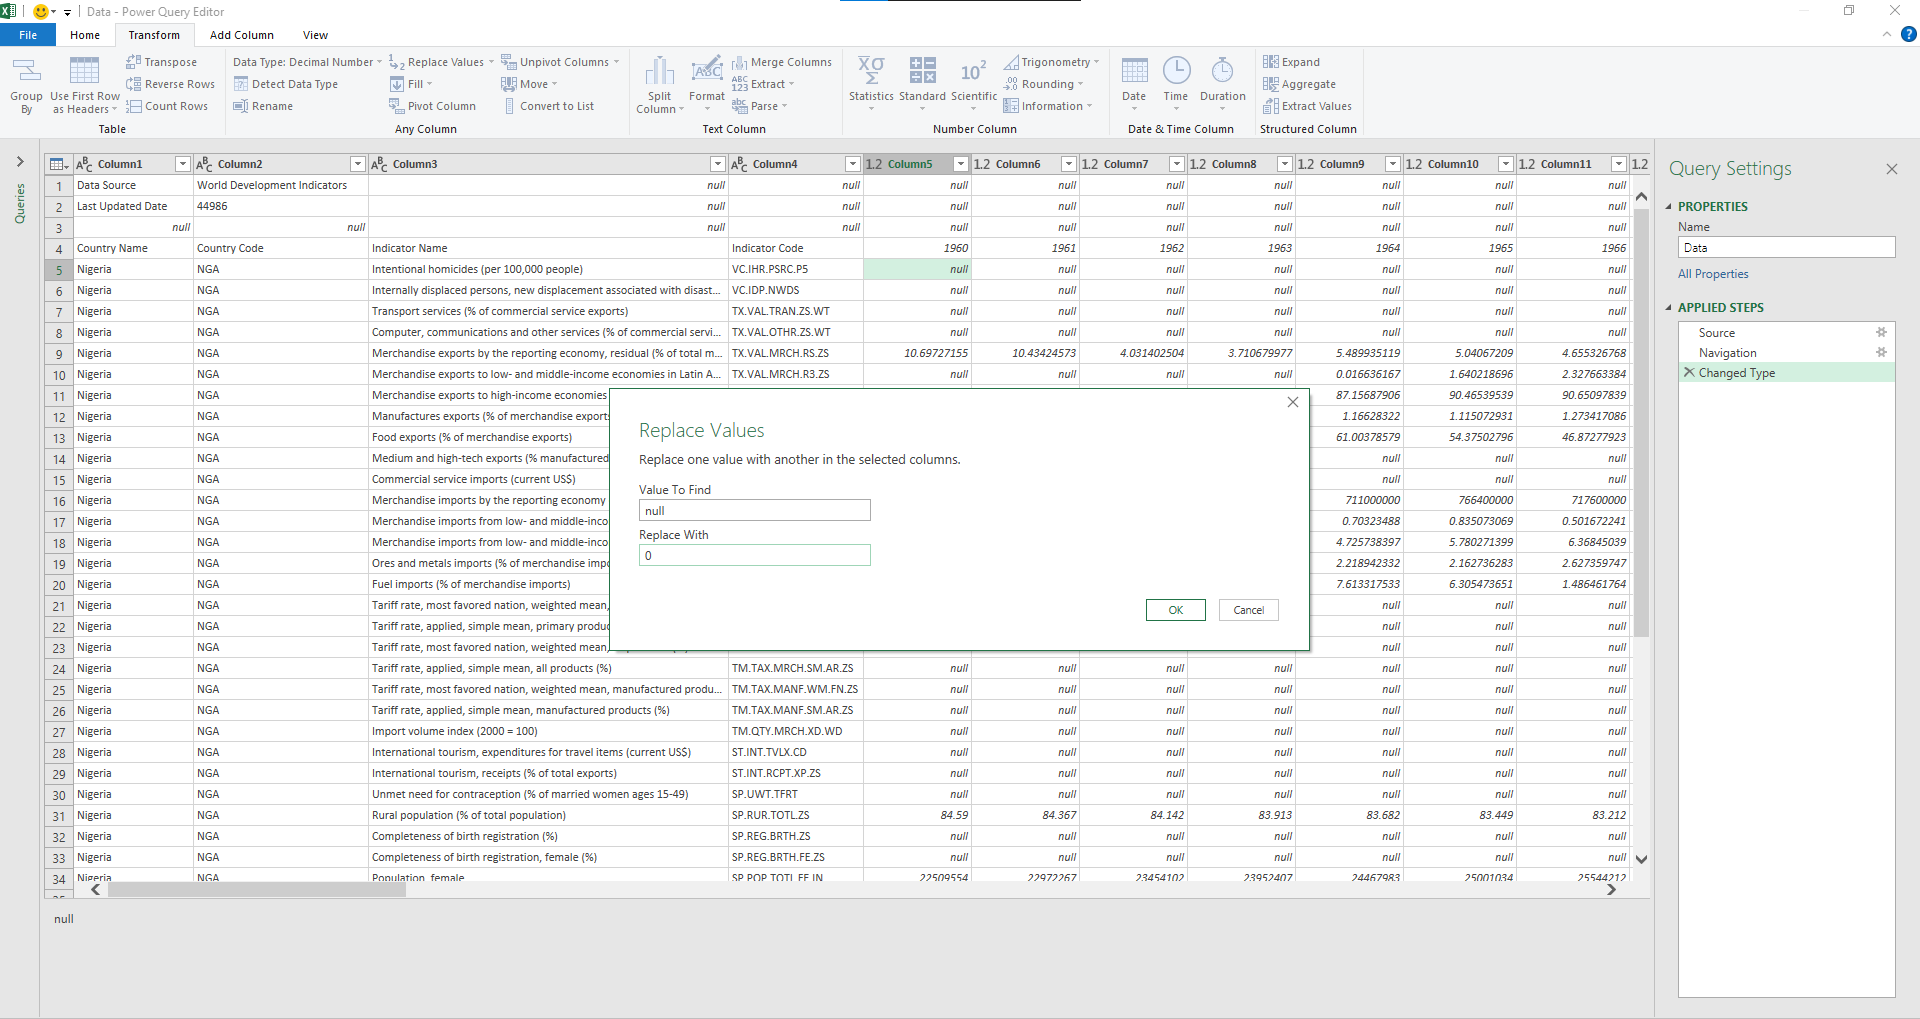 Data - Power Query Editor
File Home Transform Add Column View
Group By
Use First Row as Headers
Transpose
Reverse Rows
Count Rows
Table
Data Type: Decimal Number
Detect Data Type
Rename
Replace Values
Fill
Pivot Column
Unpivot Columns
Move
Convert to List
Any Column
Split Column
Format
Merge Columns
Extract
Parse
Text Column
Statistics
Standard
Scientific
Trigonometry
Rounding
Information
Number Column
Date
Time
Duration
Date & Time Column
Expand
Aggregate
Extract Values
Structured Column
Queries
Column1 Column2 Column3 Column4 1.2 Column5 1.2 Column6 1.2 Column7 1.2 Column8 1.2 Column9 1.2 Column10 1.2 Column11 1.2
1 Data Source World Development Indicators null null null null null null null null null
2 Last Updated Date 44986 null null null null null null null null null
3 null null null null null null null null null null null
4 Country Name Country Code Indicator Name Indicator Code 1960 1961 1962 1963 1964 1965 1966
5 Nigeria NGA Intentional homicides (per 100,000 people) VC.IHR.PSRC.P5 null null null null null null null
6 Nigeria NGA Internally displaced persons, new displacement associated with disast... VC.IDP.NWDS null null null null null null null
7 Nigeria NGA Transport services (% of commercial service exports) TX.VAL.TRAN.ZS.WT null null null null null null null
8 Nigeria NGA Computer, communications and other services (% of commercial servi... TX.VAL.OTHR.ZS.WT null null null null null null null
9 Nigeria NGA Merchandise exports by the reporting economy, residual (% of total m... TX.VAL.MRCH.RS.ZS 10.69727155 10.43424573 4.031402504 3.710679977 5.489935119 5.04067209 4.655326768
10 Nigeria NGA Merchandise exports to low- and middle-income economies in Latin A... TX.VAL.MRCH.R3.ZS null null null null 0.016636167 1.640218696 2.327663384
11 Nigeria NGA Merchandise exports to high-income economies 87.15687906 90.46539539 90.65097839
12 Nigeria NGA Manufactures exports (% of merchandise exports 1.16628322 1.115072931 1.273417086
13 Nigeria NGA Food exports (% of merchandise exports) 61.00378579 54.37502796 46.87277923
14 Nigeria NGA Medium and high-tech exports (% manufactured null null null
15 Nigeria NGA Commercial service imports (current US$) null null null
16 Nigeria NGA Merchandise imports by the reporting economy 711000000 766400000 717600000
17 Nigeria NGA Merchandise imports from low- and middle-inco 0.70323488 0.835073069 0.501672241
18 Nigeria NGA Merchandise imports from low- and middle-inco 4.725738397 5.780271399 6.36845039
19 Nigeria NGA Ores and metals imports (% of merchandise impo 2.218942332 2.162736283 2.627359747
20 Nigeria NGA Fuel imports (% of merchandise imports) 7.613317533 6.305473651 1.486461764
21 Nigeria NGA Tariff rate, most favored nation, weighted mean, null null null
22 Nigeria NGA Tariff rate, applied, simple mean, primary produc null null null
23 Nigeria NGA Tariff rate, most favored nation, weighted mean, null null null
24 Nigeria NGA Tariff rate, applied, simple mean, all products (%) TM.TAX.MRCH.SM.AR.ZS null null null null null null null
25 Nigeria NGA Tariff rate, most favored nation, weighted mean, manufactured produ... TM.TAX.MANF.WM.FN.ZS null null null null null null null
26 Nigeria NGA Tariff rate, applied, simple mean, manufactured products (%) TM.TAX.MANF.SM.AR.ZS null null null null null null null
27 Nigeria NGA Import volume index (2000 = 100) TM.QTY.MRCH.XD.WD null null null null null null null
28 Nigeria NGA International tourism, expenditures for travel items (current US$) ST.INT.TVLX.CD null null null null null null null
29 Nigeria NGA International tourism, receipts (% of total exports) ST.INT.RCPT.XP.ZS null null null null null null null
30 Nigeria NGA Unmet need for contraception (% of married women ages 15-49) SP.UWT.TFRT null null null null null null null
31 Nigeria NGA Rural population (% of total population) SP.RUR.TOTL.ZS 84.59 84.367 84.142 83.913 83.682 83.449 83.212
32 Nigeria NGA Completeness of birth registration (%) SP.REG.BRTH.ZS null null null null null null null
33 Nigeria NGA Completeness of birth registration, female (%) SP.REG.BRTH.FE.ZS null null null null null null null
34 Nigeria NGA Population, female SP.POP.TOTL.FE.IN 22509554 22972267 23454102 23952407 24467983 25001034 25544212
null
Replace Values
Replace one value with another in the selected columns.
Value To Find
null
Replace With
0
OK Cancel
Query Settings
PROPERTIES
Name
Data
All Properties
APPLIED STEPS
Source
Navigation
Changed Type